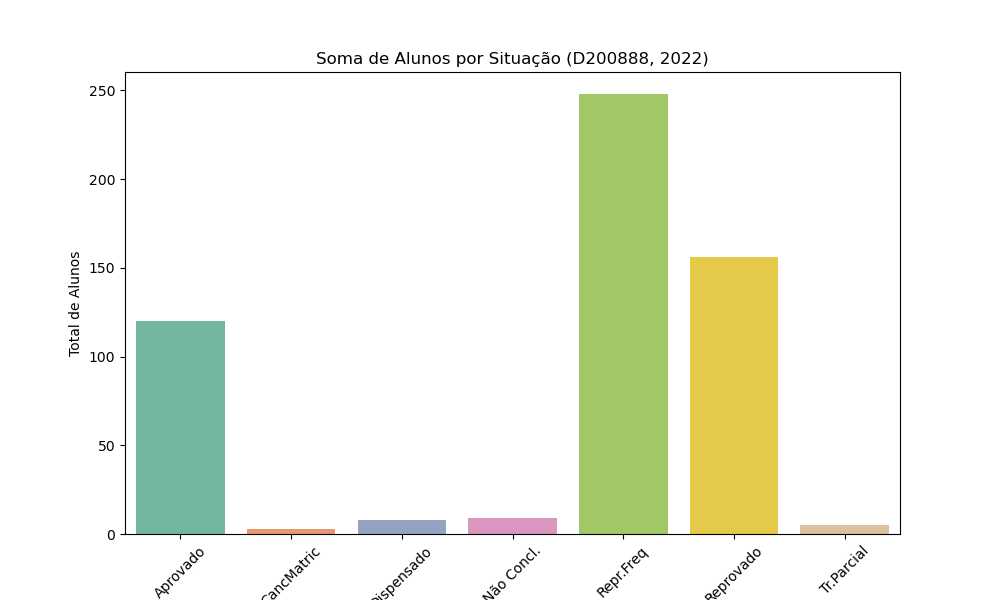 Soma de Alunos por Situação (D200888, 2022)
Total de Alunos
250
200
150
100
50
0
Aprovado
CancMatric
Dispensado
Não Concl.
Repr.Freq
Reprovado
Tr.Parcial